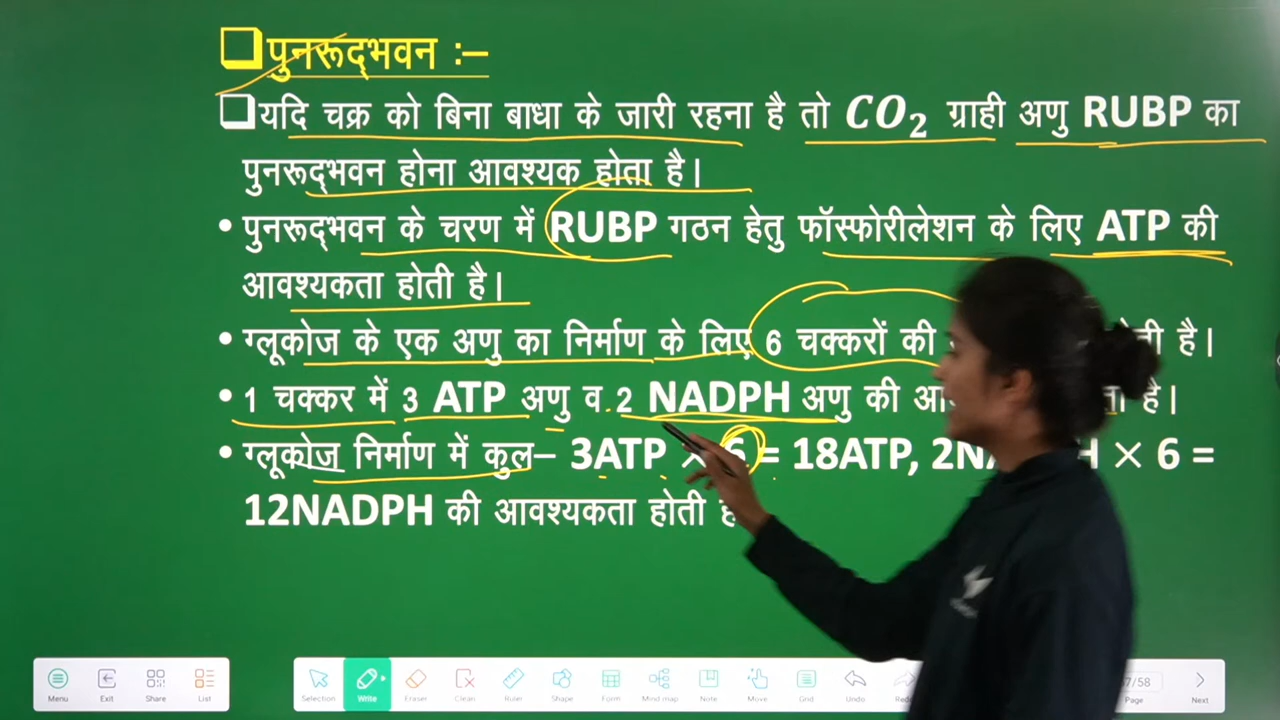 पुनरूद्भवन :–
यदि चक्र को बिना बाधा के जारी रहना है तो CO₂ ग्राही अणु RUBP का
पुनरूद्भवन होना आवश्यक होता है।
• पुनरूद्भवन के चरण में RUBP गठन हेतु फॉस्फोरीलेशन के लिए ATP की
आवश्यकता होती है।
• ग्लूकोज के एक अणु का निर्माण के लिए 6 चक्करों की है।
• 1 चक्कर में 3 ATP अणु व 2 NADPH अणु की है।
• ग्लूकोज निर्माण में कुल– 3ATP × 6 = 18ATP, × 6 =
12NADPH की आवश्यकता होती
Menu Exit Share List Selection Write Eraser Clean Ruler Shape Form Mind map Note Move Grid Undo Page Next